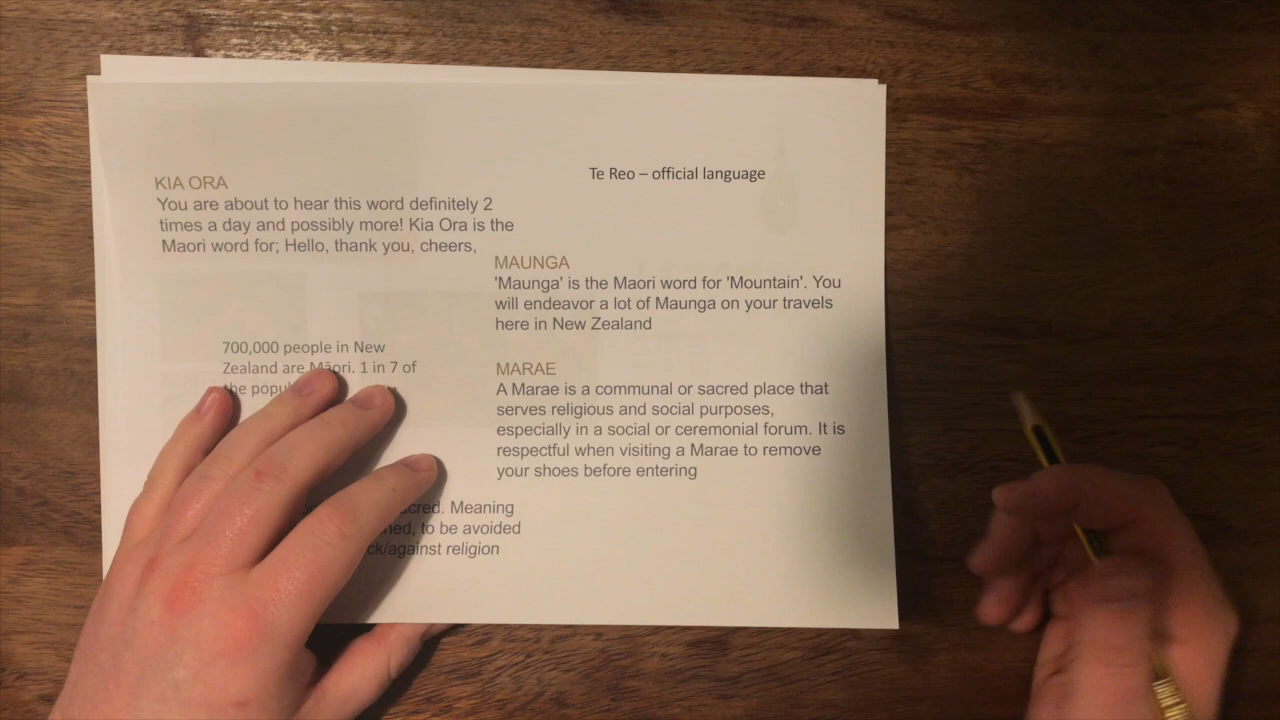 Te Reo – official language
KIA ORA
You are about to hear this word definitely 2
times a day and possibly more! Kia Ora is the
Maori word for; Hello, thank you, cheers,
MAUNGA
'Maunga' is the Maori word for 'Mountain'. You
will endeavor a lot of Maunga on your travels
here in New Zealand
700,000 people in New
Zealand are Māori. 1 in 7 of
the
MARAE
A Marae is a communal or sacred place that
serves religious and social purposes,
especially in a social or ceremonial forum. It is
respectful when visiting a Marae to remove
your shoes before entering
Meaning
to be avoided
religion